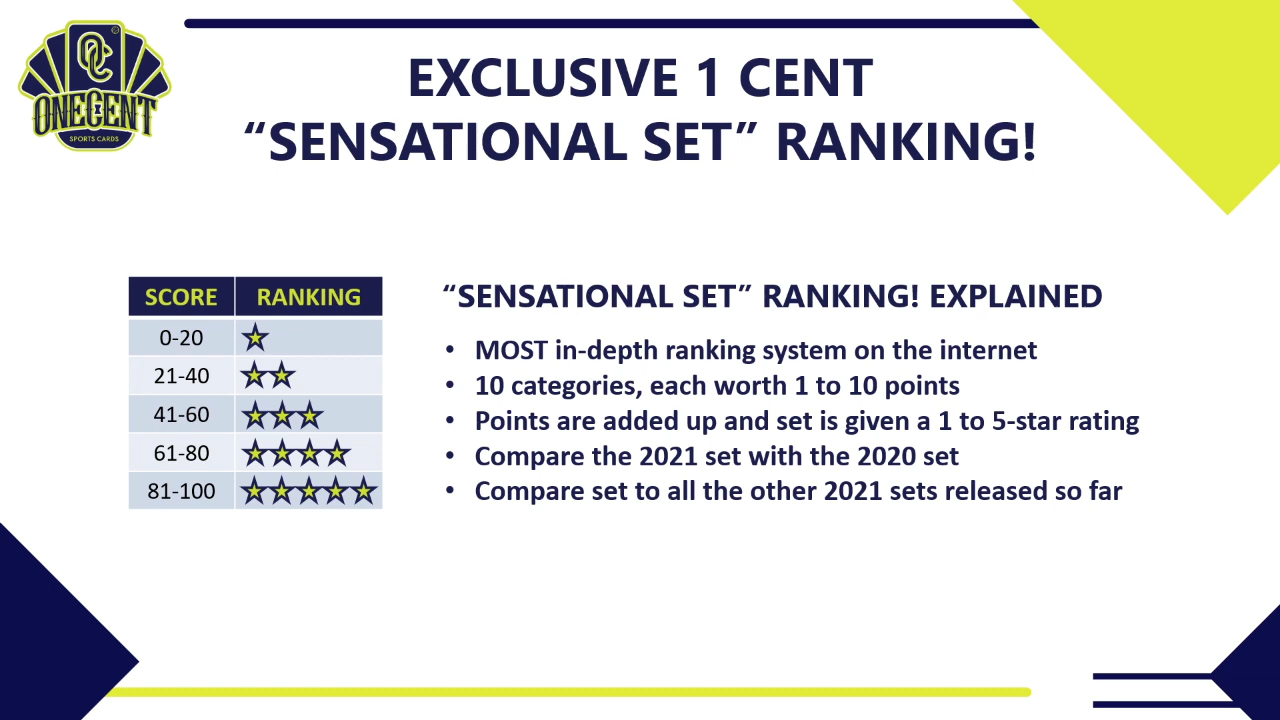 OC
ONECENT
SPORTS CARDS
EXCLUSIVE 1 CENT
“SENSATIONAL SET” RANKING!
SCORE RANKING
0-20
21-40
41-60
61-80
81-100
“SENSATIONAL SET” RANKING! EXPLAINED
• MOST in-depth ranking system on the internet
• 10 categories, each worth 1 to 10 points
• Points are added up and set is given a 1 to 5-star rating
• Compare the 2021 set with the 2020 set
• Compare set to all the other 2021 sets released so far